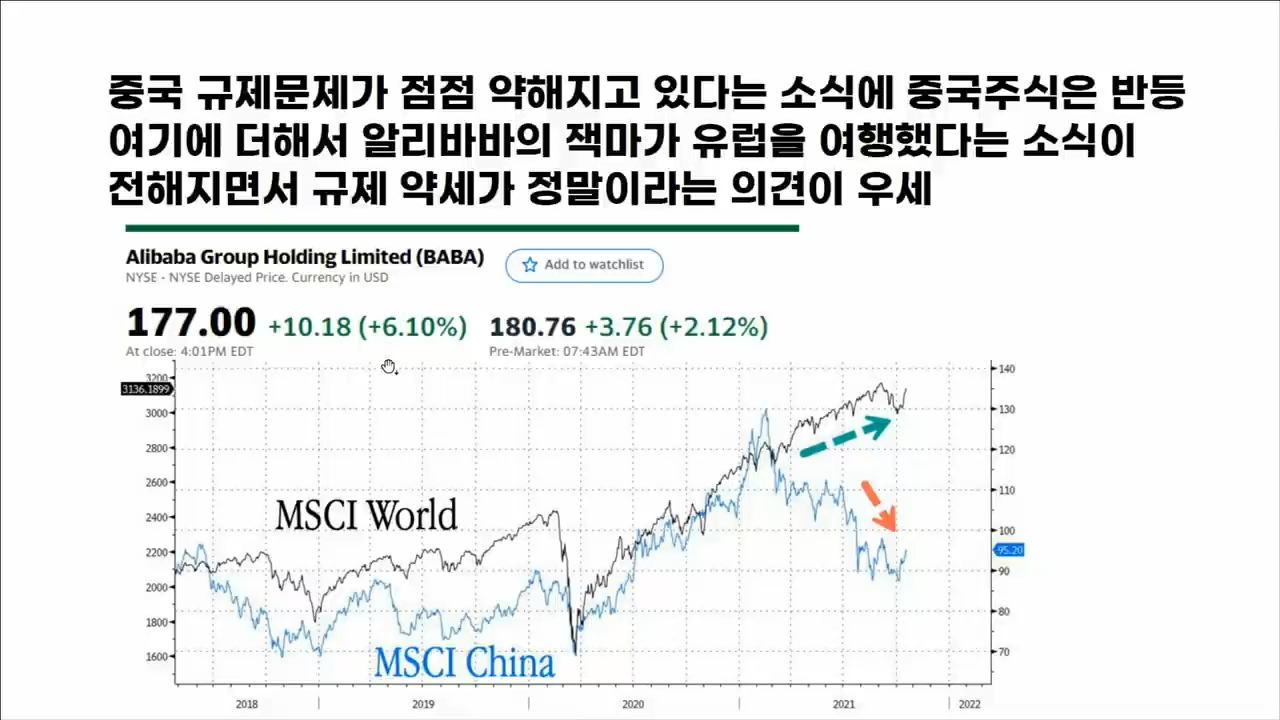 중국 규제문제가 점점 약해지고 있다는 소식에 중국주식은 반등
여기에 더해서 알리바바의 잭마가 유럽을 여행했다는 소식이
전해지면서 규제 약세가 정말이라는 의견이 우세
Alibaba Group Holding Limited (BABA)
Add to watchlist
NYSE - NYSE Delayed Price. Currency in USD
177.00 +10.18 (+6.10%) 180.76 +3.76 (+2.12%)
At close: 4:01PM EDT Pre-Market: 07:43AM EDT
3200
3136.1899
3000
2800
2600
2400
2200
2000
1800
1600
MSCI World
MSCI China
140
130
120
110
100
95.20
90
80
70
2018 2019 2020 2021 2022